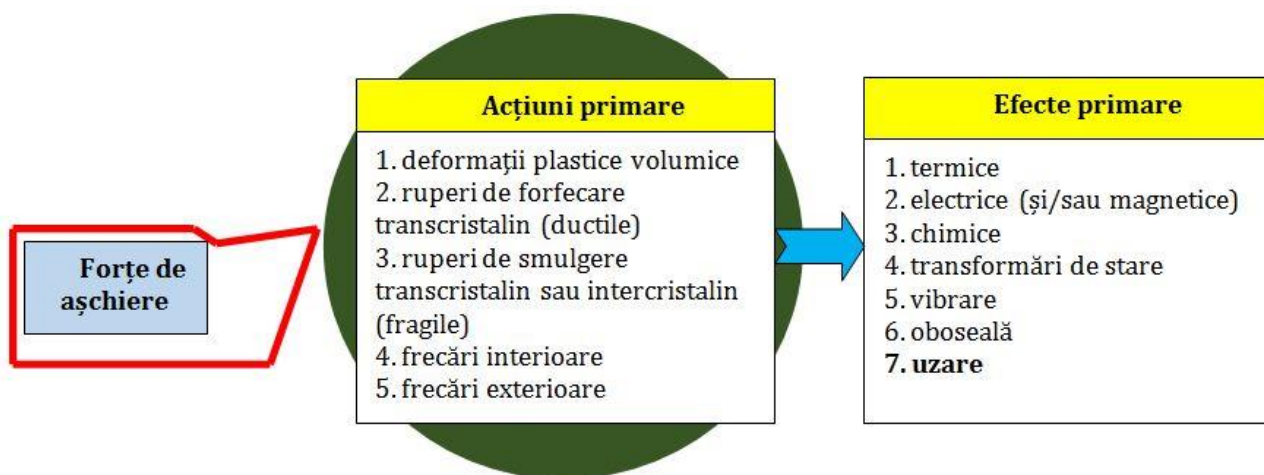 Forțe de
așchiere
Acțiuni primare
1. deformații plastice volumice
2. ruperi de forfecare
transcristalin (ductile)
3. ruperi de smulgere
transcristalin sau intercristalin
(fragile)
4. frecări interioare
5. frecări exterioare
Efecte primare
1. termice
2. electrice (și/sau magnetice)
3. chimice
4. transformări de stare
5. vibrare
6. oboseală
7. uzare